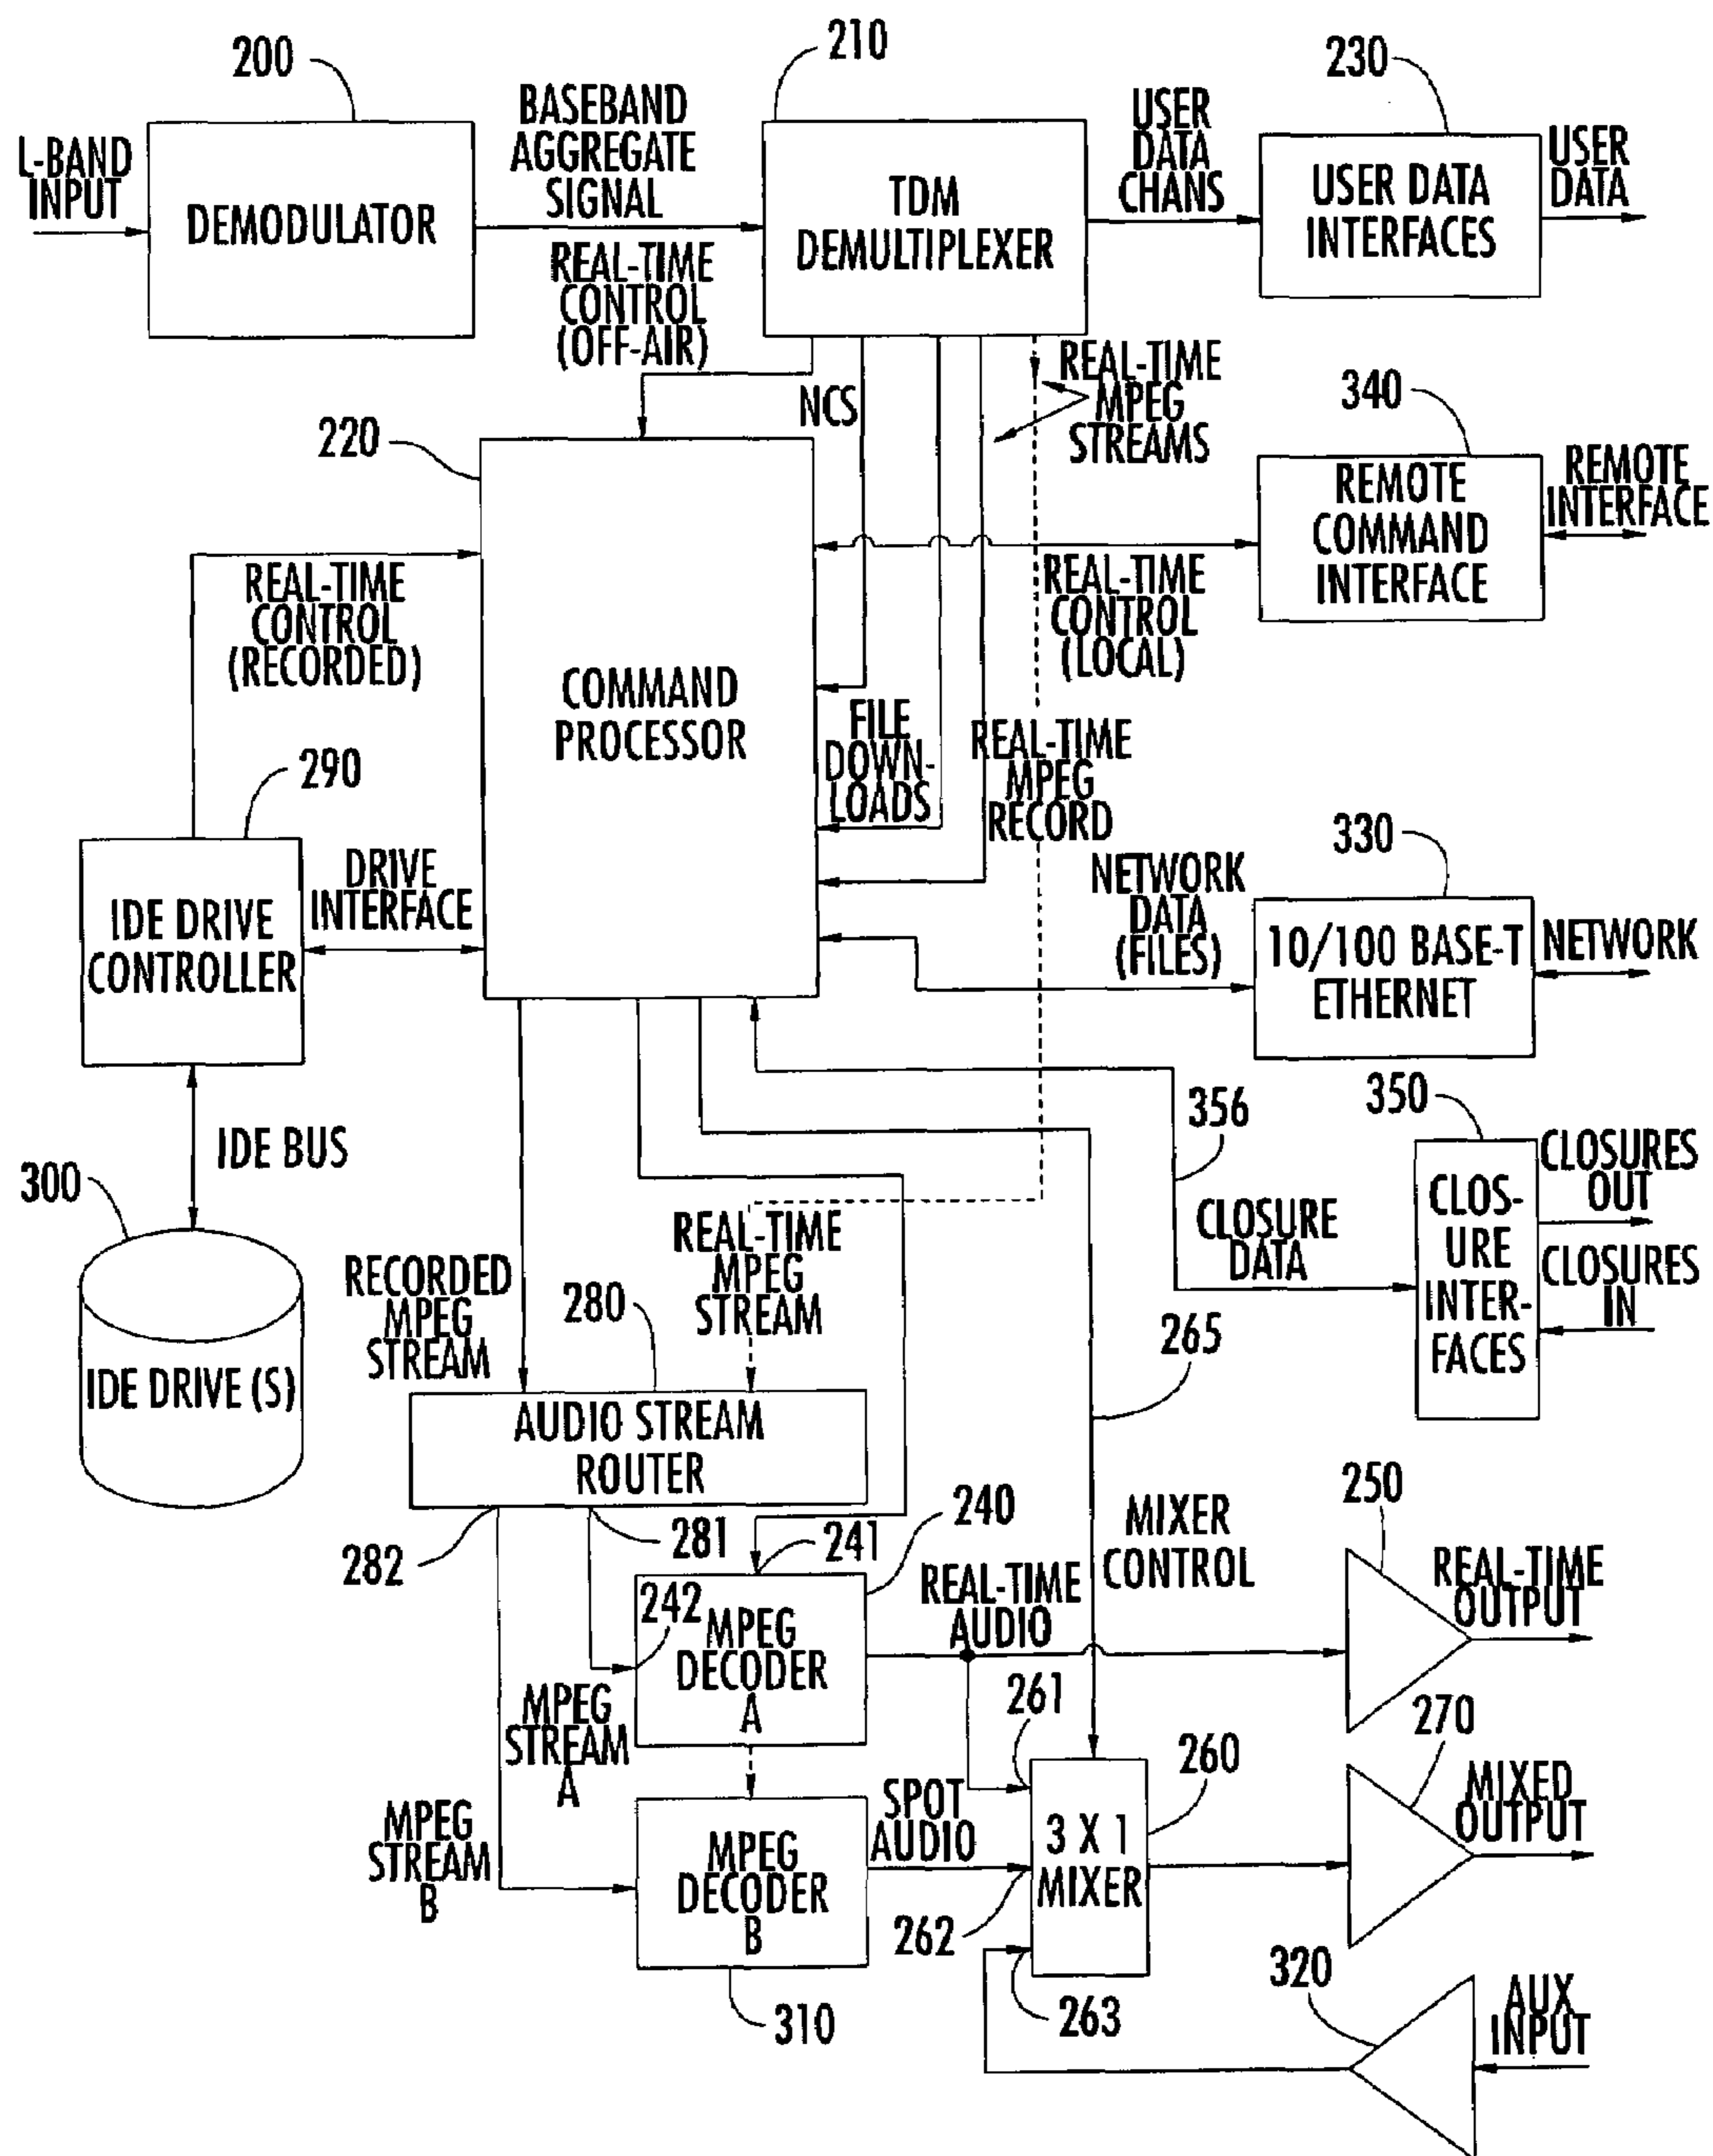 200
210
230
L-BAND
INPUT
DEMODULATOR
BASEBAND
AGGREGATE
SIGNAL
TDM
DEMULTIPLEXER
USER
DATA
CHANS
USER DATA
INTERFACES
USER
DATA
REAL-TIME
CONTROL
(OFF-AIR)
NCS
REAL-TIME
MPEG
STREAMS
340
220
REMOTE
COMMAND
INTERFACE
REMOTE
INTERFACE
REAL-TIME
CONTROL
(RECORDED)
REAL-TIME
CONTROL
(LOCAL)
COMMAND
PROCESSOR
FILE
DOWN-
LOADS
REAL-TIME
MPEG
RECORD
290
330
IDE DRIVE
CONTROLLER
DRIVE
INTERFACE
NETWORK
DATA
(FILES)
10/100 BASE-T
ETHERNET
NETWORK
356
350
IDE BUS
300
IDE DRIVE (S)
CLOSURES
OUT
CLOS-
URE
INTER-
FACES
CLOSURES
IN
CLOSURE
DATA
RECORDED
MPEG
STREAM
REAL-TIME
MPEG
STREAM
280
265
AUDIO STREAM
ROUTER
282
281
241
240
250
MIXER
CONTROL
242
MPEG
DECODER
A
REAL-TIME
AUDIO
REAL-TIME
OUTPUT
MPEG
STREAM
A
261
260
270
MPEG
STREAM
B
MPEG
DECODER
B
SPOT
AUDIO
3 X 1
MIXER
MIXED
OUTPUT
262
263
310
320
AUX
INPUT